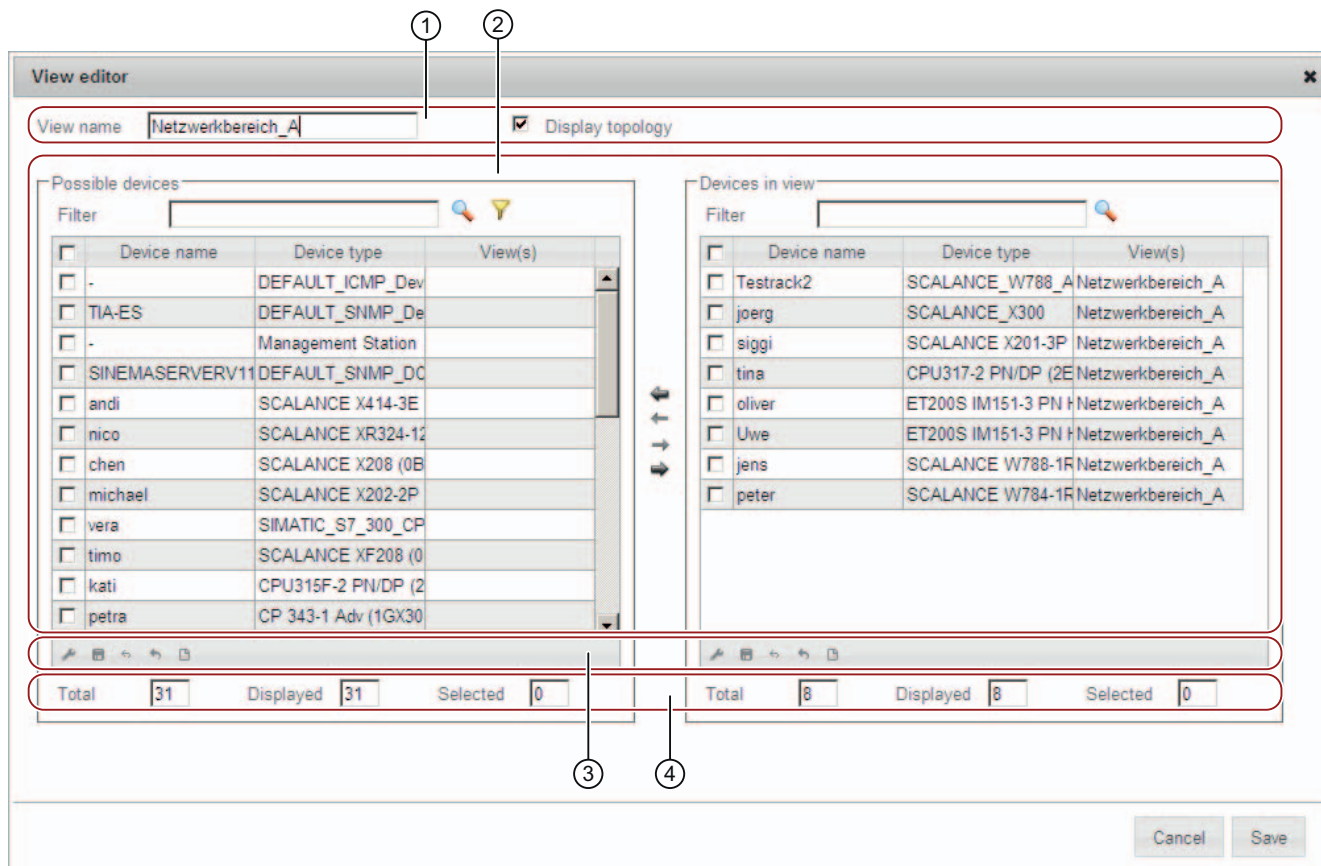 1 2
View editor
View name Netzwerkbereich_A Display topology
Possible devices
Filter
Device name Device type View(s)
- DEFAULT_ICMP_Dev
TIA-ES DEFAULT_SNMP_De
- Management Station
SINEMASERVERV11 DEFAULT_SNMP_DC
andi SCALANCE X414-3E
nico SCALANCE XR324-12
chen SCALANCE X208 (0B
michael SCALANCE X202-2P
vera SIMATIC_S7_300_CP
timo SCALANCE XF208 (0
kati CPU315F-2 PN/DP (2
petra CP 343-1 Adv (1GX30
Total 31 Displayed 31 Selected 0
Devices in view
Filter
Device name Device type View(s)
Testrack2 SCALANCE_W788_A Netzwerkbereich_A
joerg SCALANCE_X300 Netzwerkbereich_A
siggi SCALANCE X201-3P Netzwerkbereich_A
tina CPU317-2 PN/DP (2E Netzwerkbereich_A
oliver ET200S IM151-3 PN H Netzwerkbereich_A
Uwe ET200S IM151-3 PN H Netzwerkbereich_A
jens SCALANCE W788-1R Netzwerkbereich_A
peter SCALANCE W784-1R Netzwerkbereich_A
Total 8 Displayed 8 Selected 0
3 4
Cancel Save